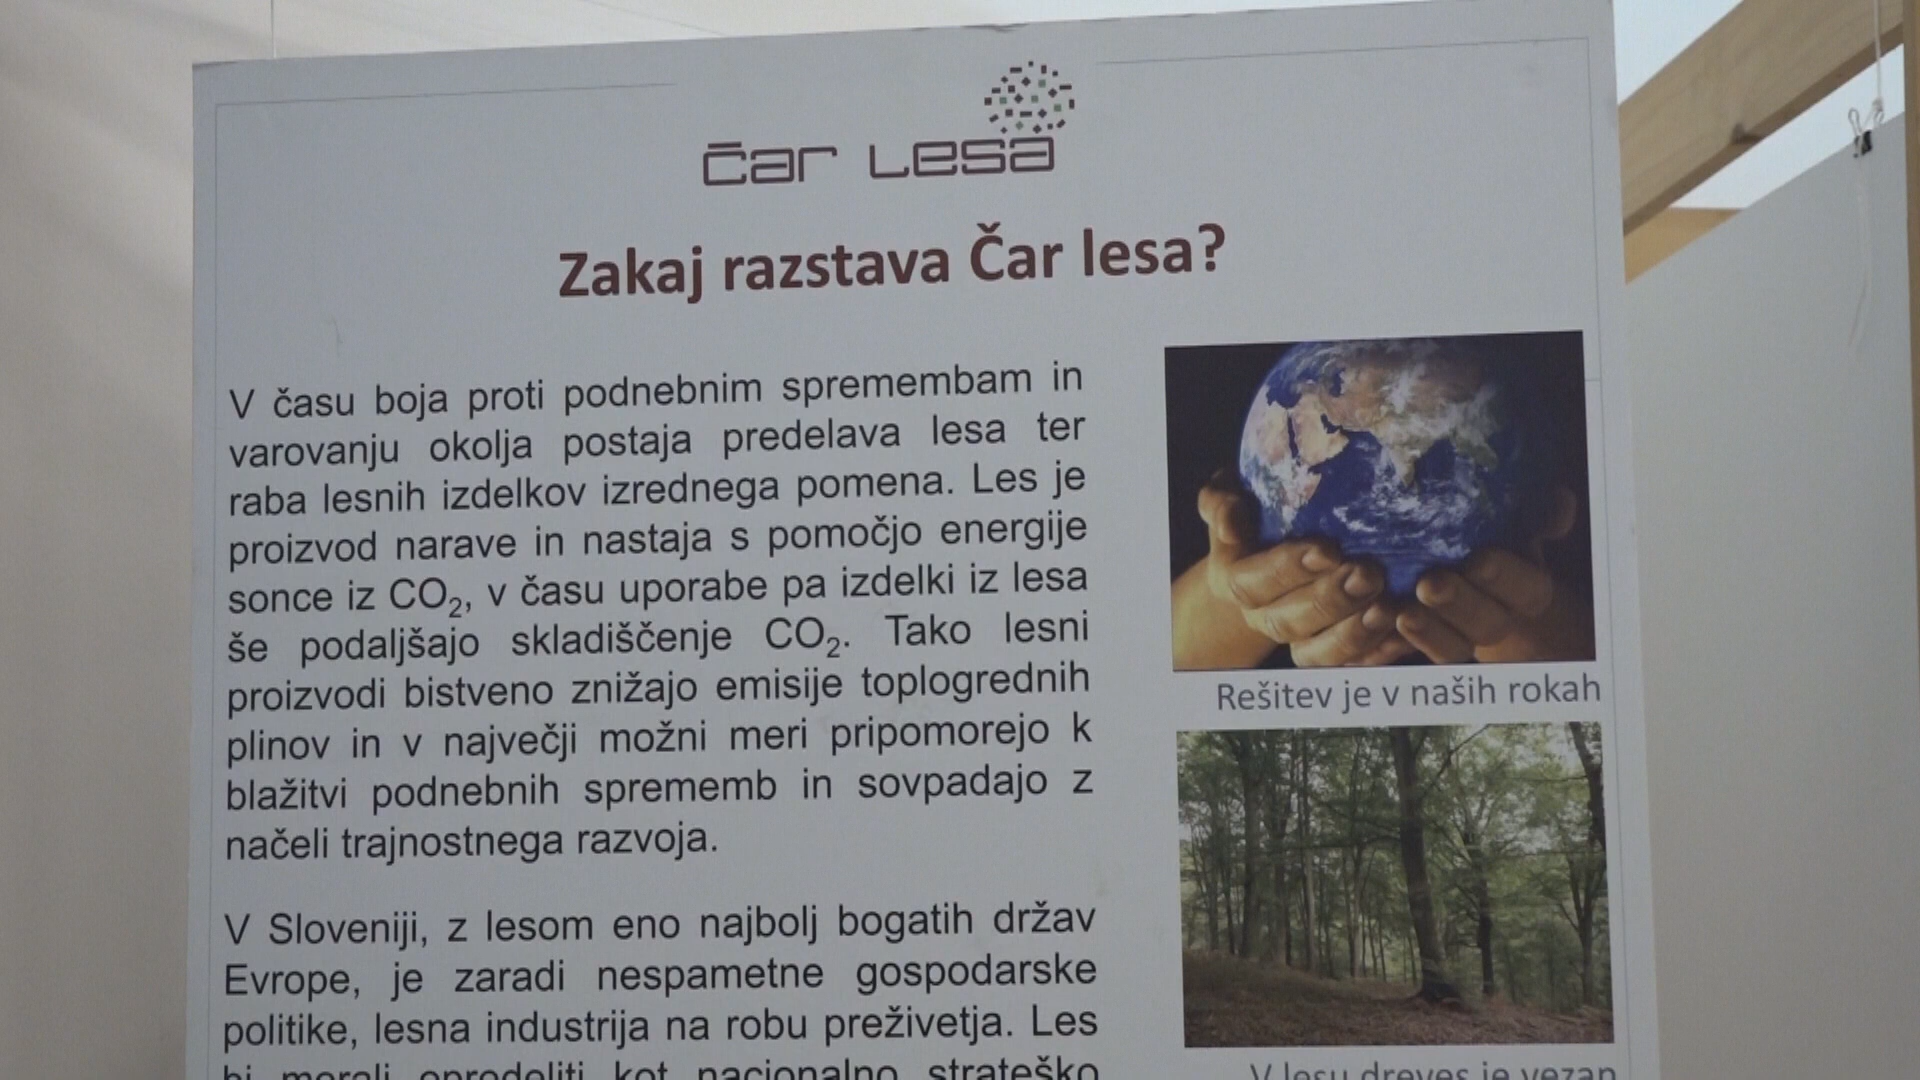 čar Lesa
Zakaj razstava Čar lesa?
V času boja proti podnebnim spremembam in
varovanju okolja postaja predelava lesa ter
raba lesnih izdelkov izrednega pomena. Les je
proizvod narave in nastaja s pomočjo energije
sonce iz CO₂, v času uporabe pa izdelki iz lesa
še podaljšajo skladiščenje CO₂. Tako lesni
proizvodi bistveno znižajo emisije toplogrednih
plinov in v največji možni meri pripomorejo k
blažitvi podnebnih sprememb in sovpadajo z
načeli trajnostnega razvoja.
V Sloveniji, z lesom eno najbolj bogatih držav
Evrope, je zaradi nespametne gospodarske
politike, lesna industrija na robu preživetja. Les
bi morali opredeliti kot nacionalno strateško
Rešitev je v naših rokah
V lesu dreves je vezan